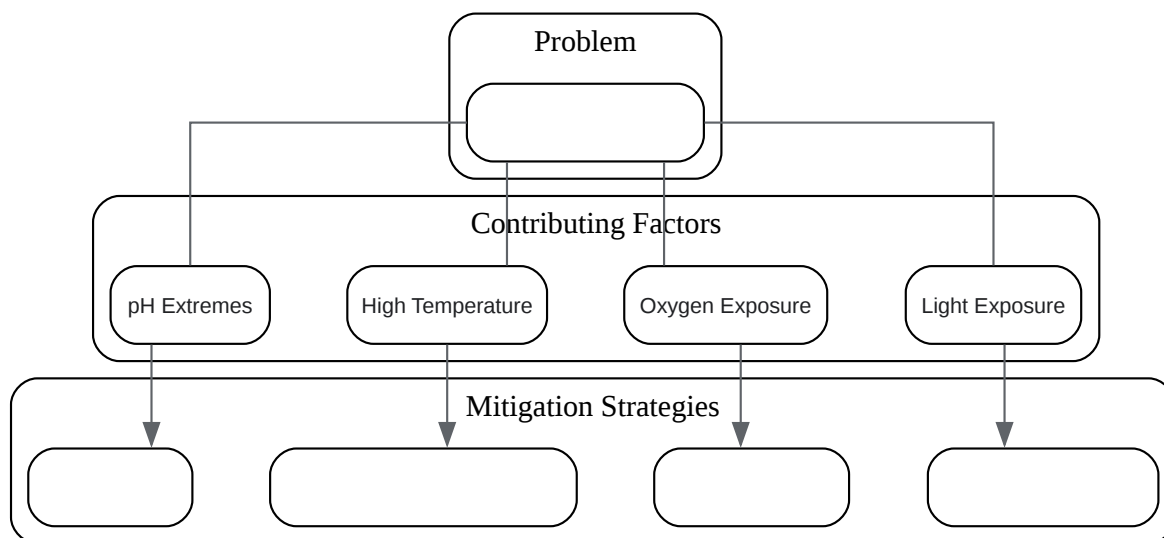 Problem
Contributing Factors
pH Extremes
High Temperature
Oxygen Exposure
Light Exposure
Mitigation Strategies